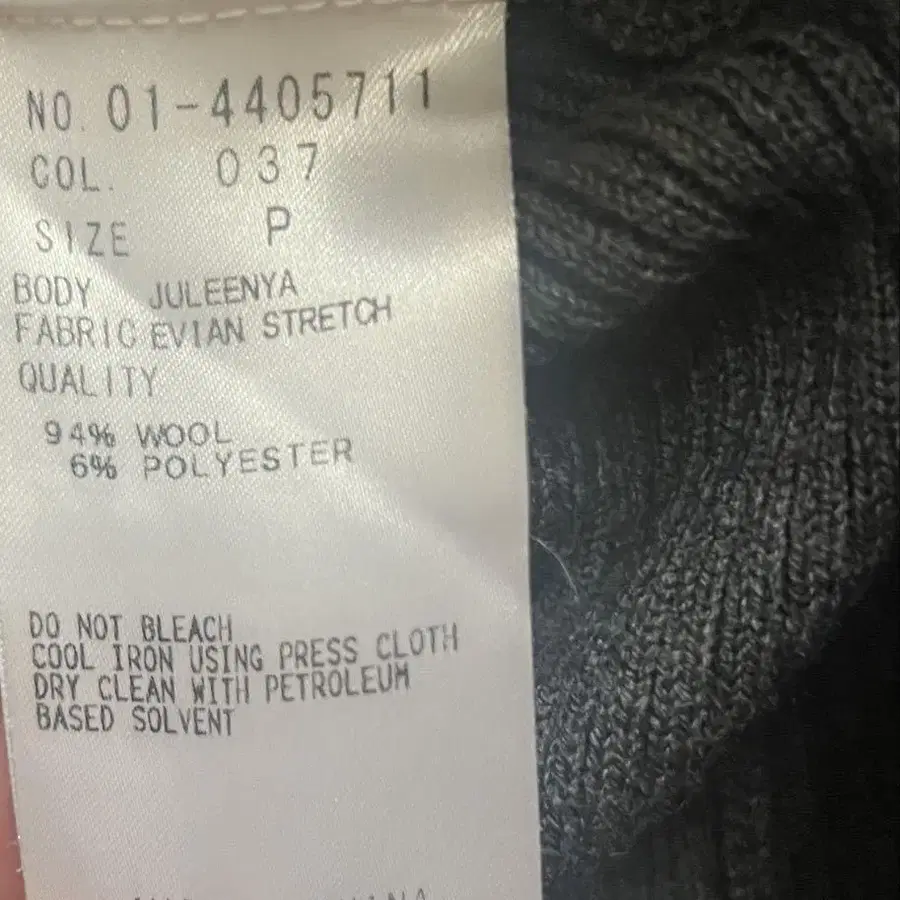 NO. 01-4405711
COL. 037
SIZE P
BODY JULEENYA
FABRIC EVIAN STRETCH
QUALITY
94% WOOL
6% POLYESTER
DO NOT BLEACH
COOL IRON USING PRESS CLOTH
DRY CLEAN WITH PETROLEUM
BASED SOLVENT